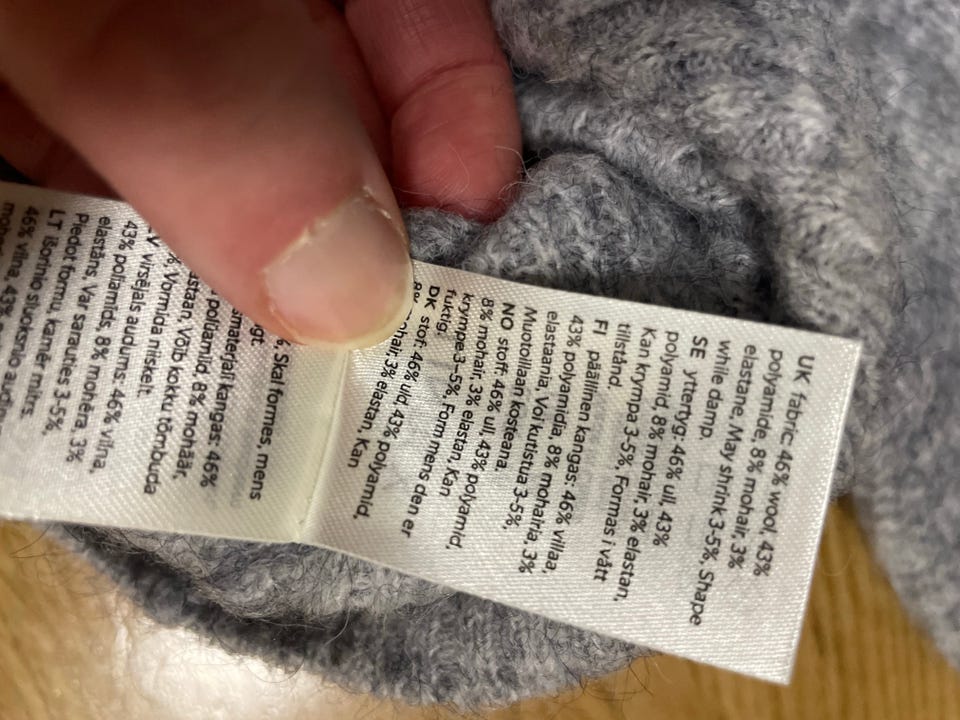 UK fabric: 46% wool, 43%
polyamide, 8% mohair, 3%
elastane, May shrink 3-5%, Shape
while damp.
SE yttertyg: 46% ull, 43%
polyamid, 8% mohair, 3% elastan,
Kan krympa 3-5%, Formas i vått
tillstånd.
FI päällinen kangas: 46% villaa,
43% polyamidia, 8% mohairia, 3%
elastaania, Voi kutistua 3-5%,
Muotoillaan kosteana.
NO stoff: 46% ull, 43% polyamid,
8% mohair, 3% elastan, Kan
krympe 3–5%, Form mens den er
fuktig.
DK stof: 46% uld, 43% polyamid,
8% mohair, 3% elastan, Kan
Skal formes, mens
materjal kangas: 46%
polüamiid, 8% mohäär,
Võib kokku tõmbuda
Vormida niiskelt.
LV virsējais audums: 46% vilna,
43% poliamīds, 8% mohēra, 3%
elastāns, Var sarauties 3-5%,
Piedot formu, kamēr mitrs.
LT išorinio sluoksnio audinys
46% vilna, 43%